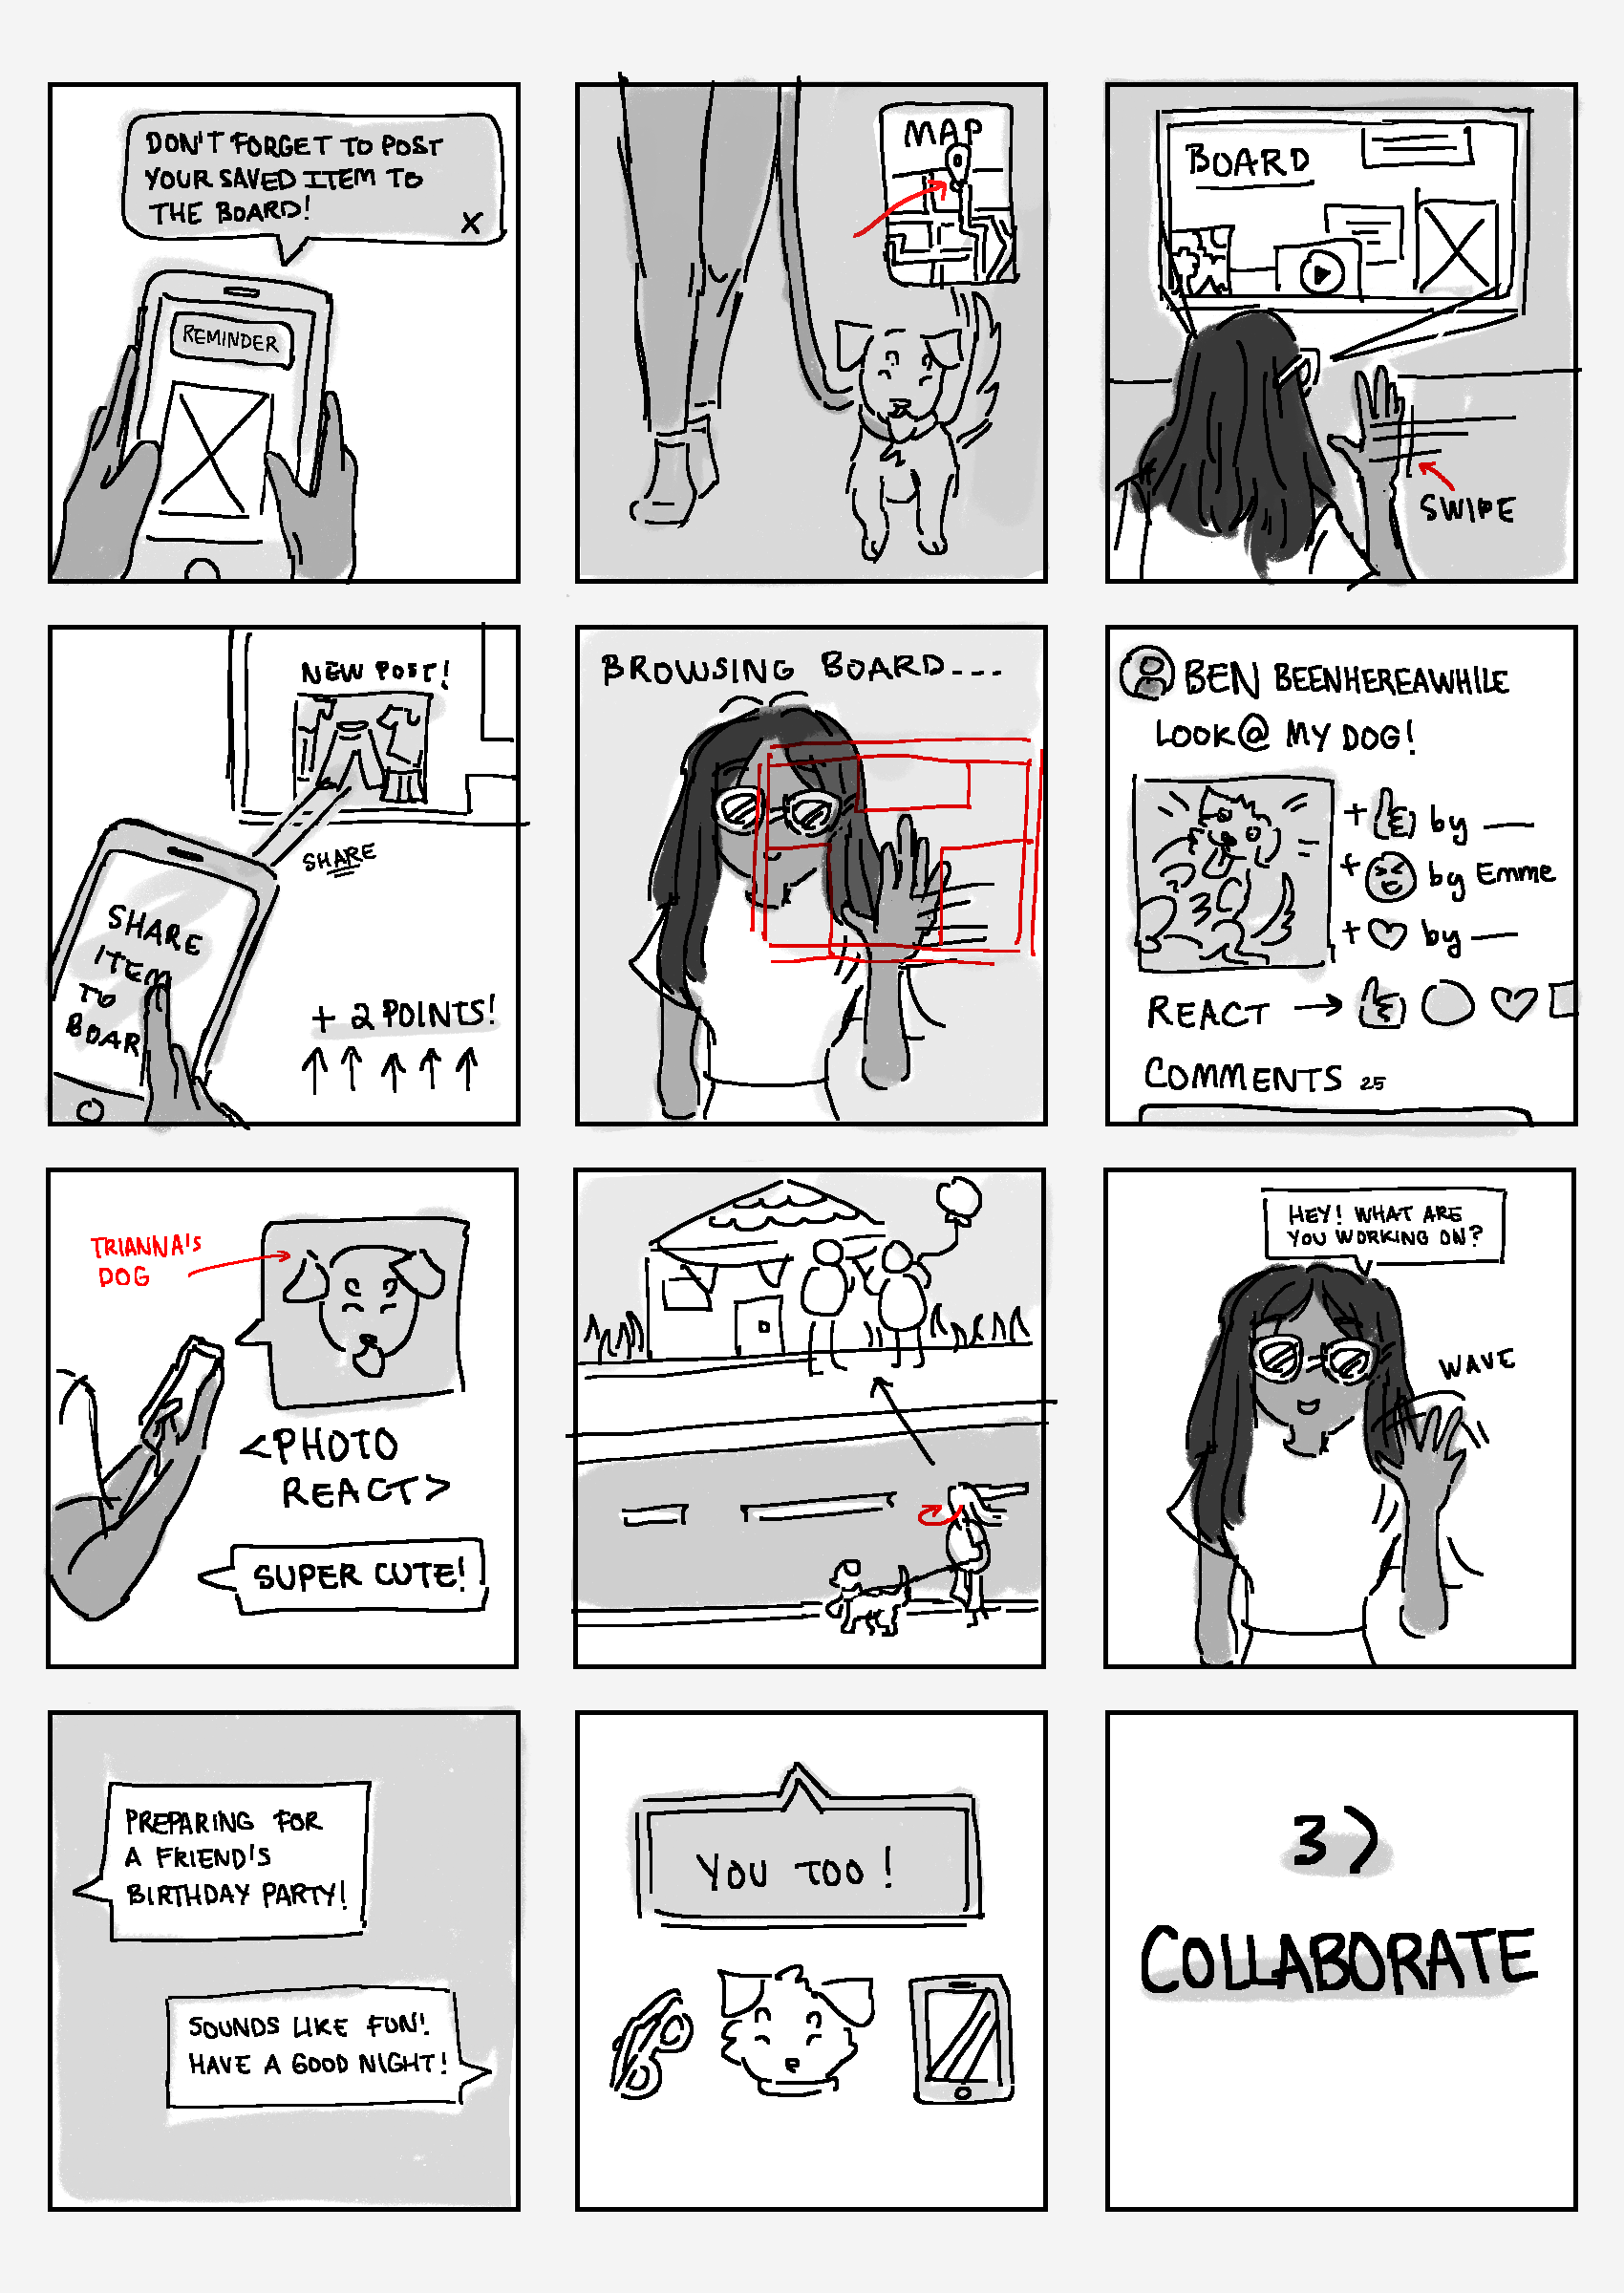 DON'T FORGET TO POST
YOUR SAVED ITEM TO
THE BOARD!
X
REMINDER
MAP
BOARD
SWIPE
NEW POST!
SHARE
SHARE
ITEM
TO
BOAR
+ 2 POINTS!
BROWSING BOARD...
BEN BEENHEREAWHILE
LOOK@ MY DOG!
+ by —
+ by Emme
+ by —
REACT →
COMMENTS 25
TRIANNA'S
DOG
<PHOTO
REACT>
SUPER CUTE!
HEY! WHAT ARE
YOU WORKING ON?
WAVE
PREPARING FOR
A FRIEND'S
BIRTHDAY PARTY!
SOUNDS LIKE FUN!
HAVE A GOOD NIGHT!
YOU TOO!
3)
COLLABORATE